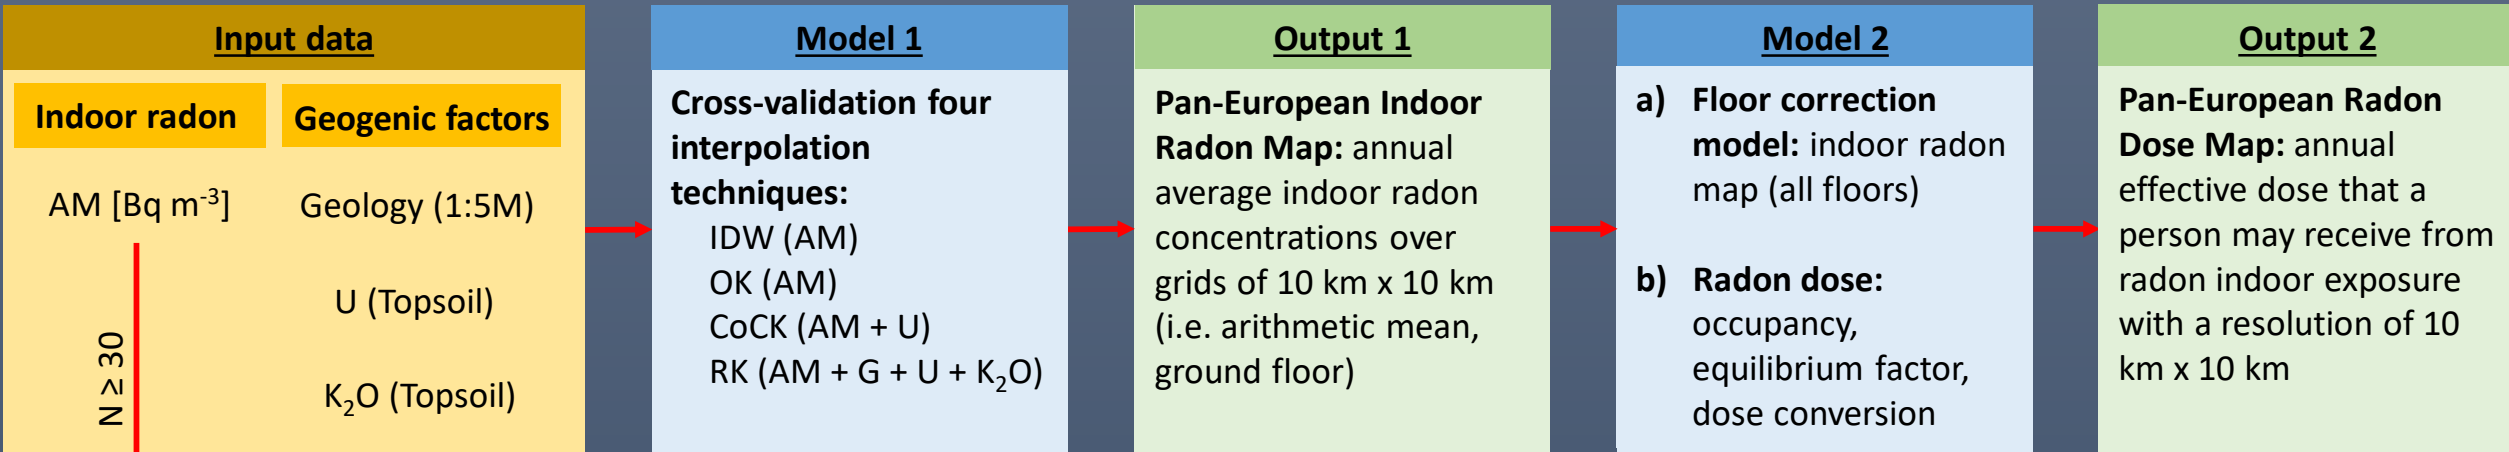 Input data
Indoor radon
Geogenic factors
AM [Bq m⁻³]
Geology (1:5M)
U (Topsoil)
N ≥ 30
K₂O (Topsoil)
Model 1
Cross-validation four
interpolation
techniques:
IDW (AM)
OK (AM)
CoCK (AM + U)
RK (AM + G + U + K₂O)
Output 1
Pan-European Indoor
Radon Map: annual
average indoor radon
concentrations over
grids of 10 km x 10 km
(i.e. arithmetic mean,
ground floor)
Model 2
a) Floor correction
model: indoor radon
map (all floors)
b) Radon dose:
occupancy,
equilibrium factor,
dose conversion
Output 2
Pan-European Radon
Dose Map: annual
effective dose that a
person may receive from
radon indoor exposure
with a resolution of 10
km x 10 km